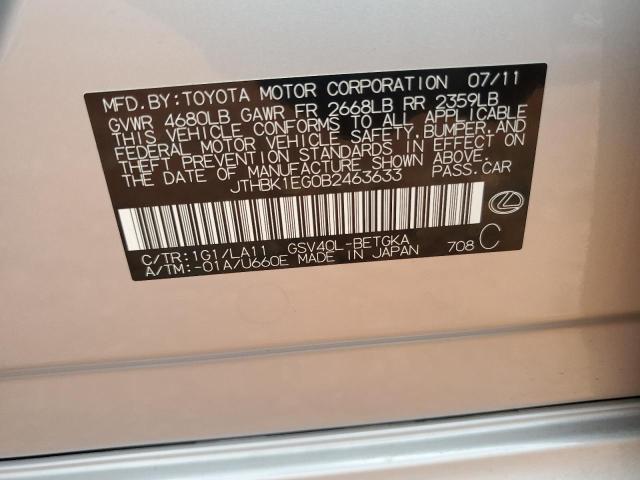 MFD. BY: TOYOTA MOTOR CORPORATION 07/11
GVWR 4680LB GAWR FR 2668LB RR 2359LB
THIS VEHICLE CONFORMS TO ALL APPLICABLE
FEDERAL MOTOR VEHICLE SAFETY, BUMPER, AND
THEFT PREVENTION STANDARDS IN EFFECT ON
THE DATE OF MANUFACTURE SHOWN ABOVE.
JTHBK1EG0B2463633 PASS. CAR
C/TR:1G1/LA11 GSV40L-BETGKA
A/TM:-01A/U660E MADE IN JAPAN 708 C